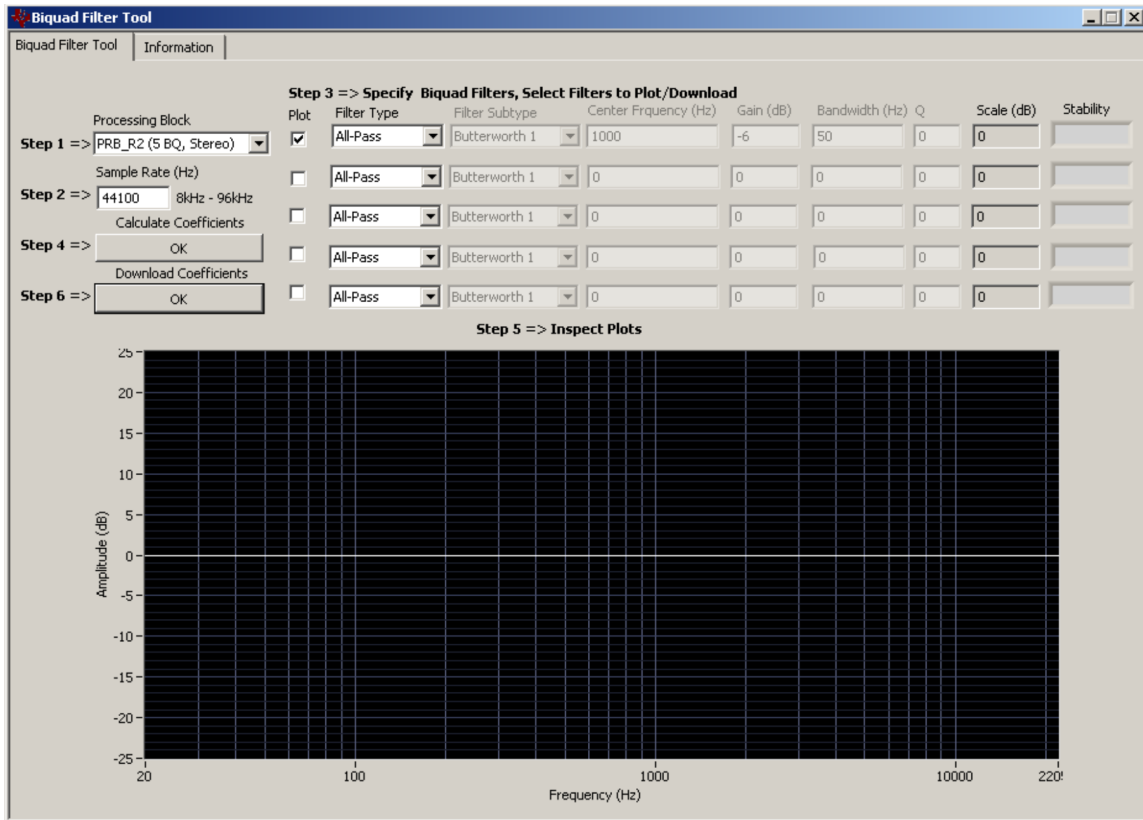 Biquad Filter Tool
Biquad Filter Tool Information
Step 3 => Specify Biquad Filters, Select Filters to Plot/Download
Processing Block Plot Filter Type Filter Subtype Center Frquency (Hz) Gain (dB) Bandwidth (Hz) Q Scale (dB) Stability
Step 1 => PRB_R2 (5 BQ, Stereo) All-Pass Butterworth 1 1000 -6 50 0 0
Sample Rate (Hz) All-Pass Butterworth 1 0 0 0 0 0
Step 2 => 44100 8kHz - 96kHz
Calculate Coefficients All-Pass Butterworth 1 0 0 0 0 0
Step 4 => OK All-Pass Butterworth 1 0 0 0 0 0
Download Coefficients
Step 6 => OK All-Pass Butterworth 1 0 0 0 0 0
Step 5 => Inspect Plots
25
20
15
10
5
0
-5
-10
-15
-20
-25
Amplitude (dB)
20 100 1000 10000
Frequency (Hz)